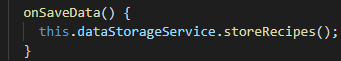 onSaveData() {
this.dataStorageService.storeRecipes();
}